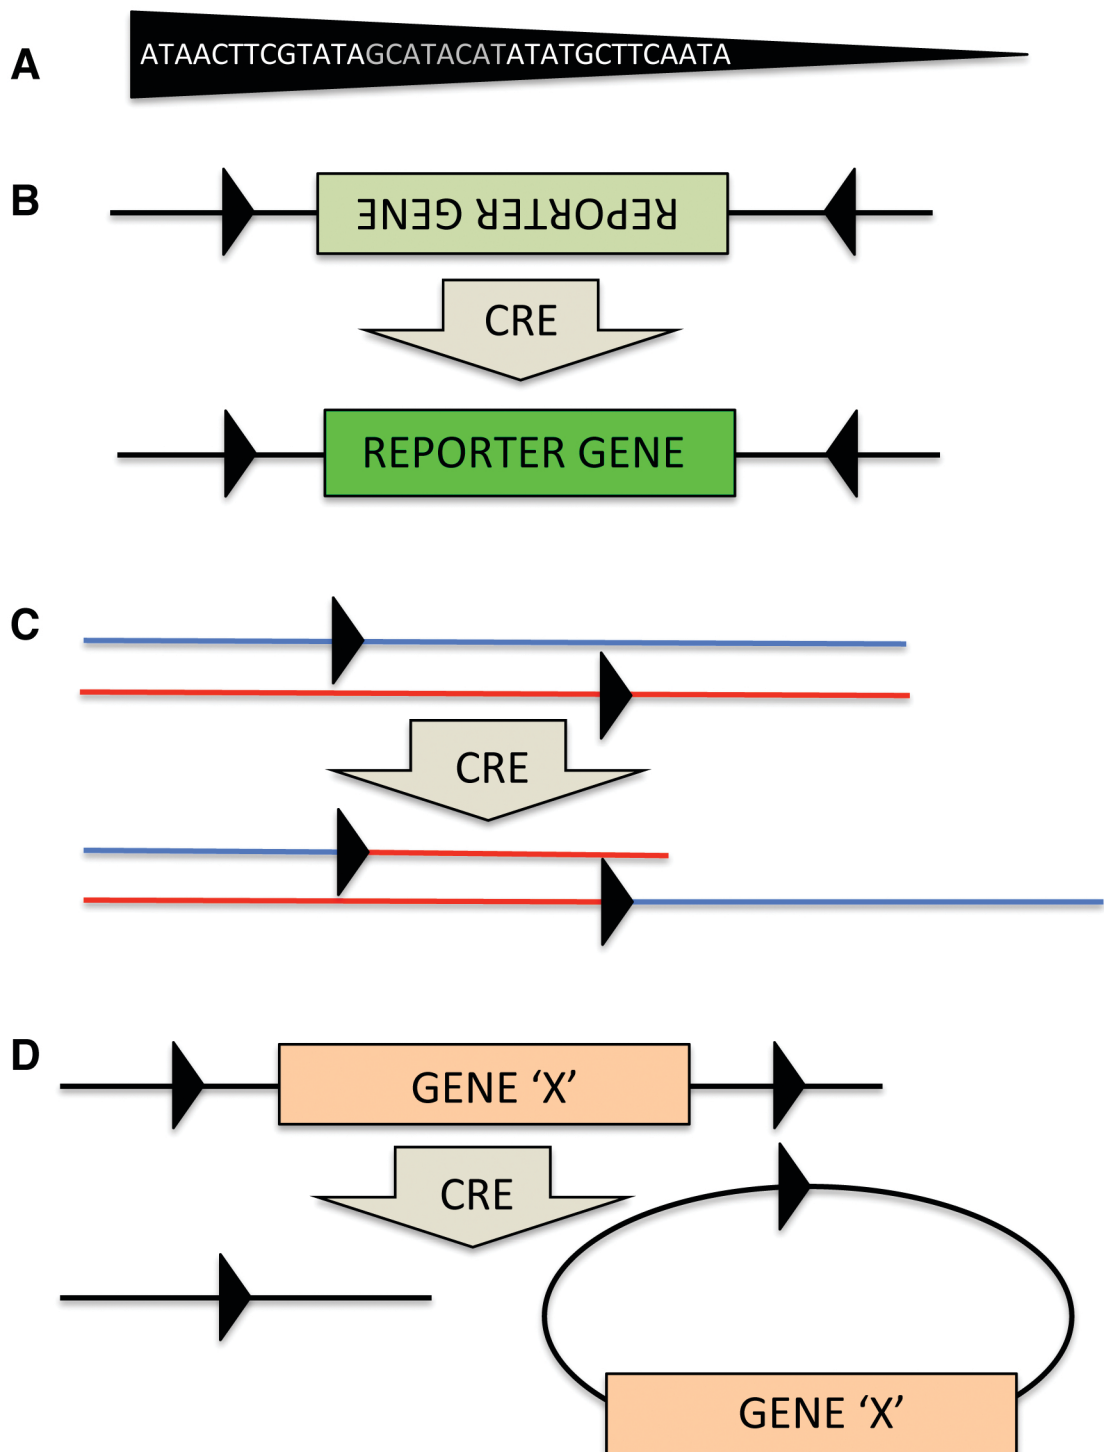 A
ATAACTTCGTATAGCATACATATATGCTTCAATA
B
REPORTER GENE
CRE
REPORTER GENE
C
CRE
D
GENE ‘X’
CRE
GENE ‘X’